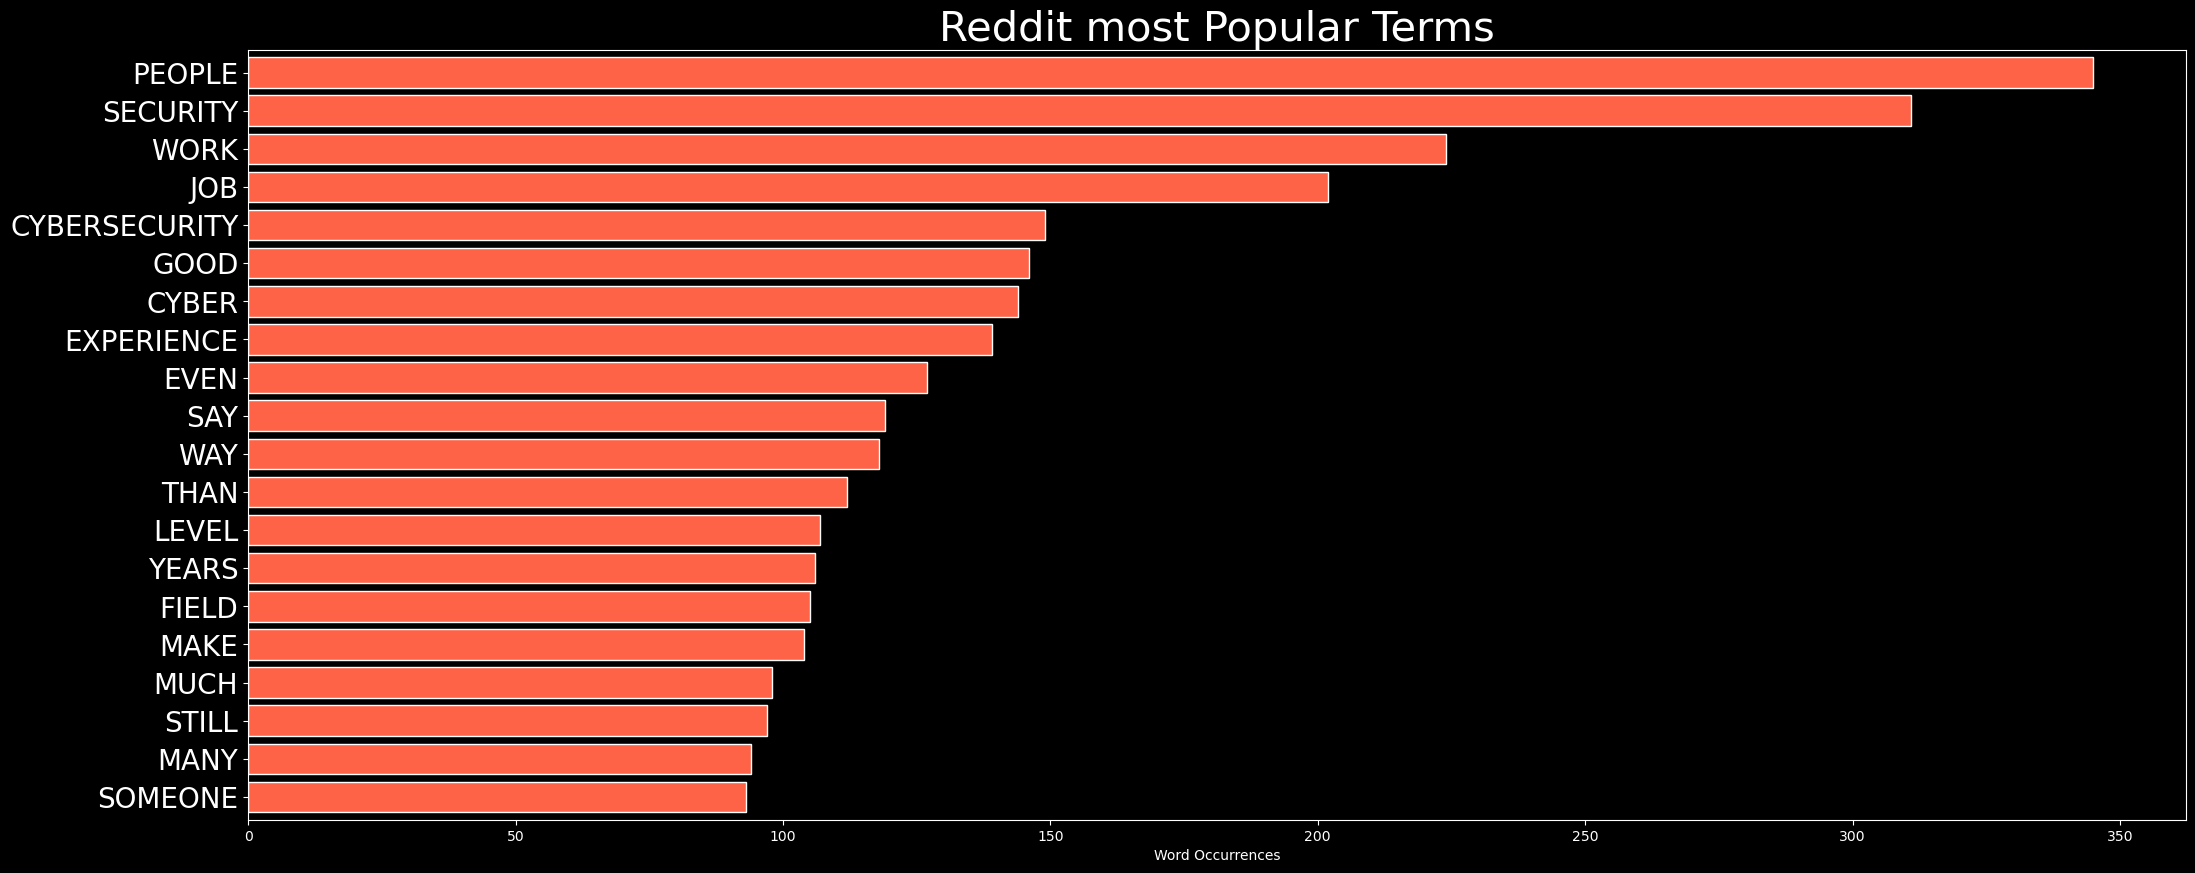 Reddit most Popular Terms
PEOPLE
SECURITY
WORK
JOB
CYBERSECURITY
GOOD
CYBER
EXPERIENCE
EVEN
SAY
WAY
THAN
LEVEL
YEARS
FIELD
MAKE
MUCH
STILL
MANY
SOMEONE
0 50 100 150 200 250 300 350
Word Occurrences